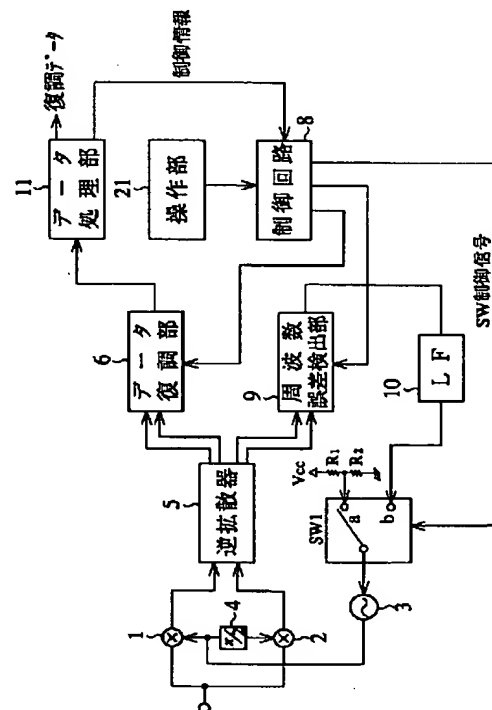 1
4
π/2
2
5
逆拡散器
6
データ
復調部
9
周波数
誤差検出部
11
データ
処理部
復調データ
21
操作部
制御情報
制御回路
8
Vcc
R1
R2
SW1
a
b
3
10
LF
SW制御信号